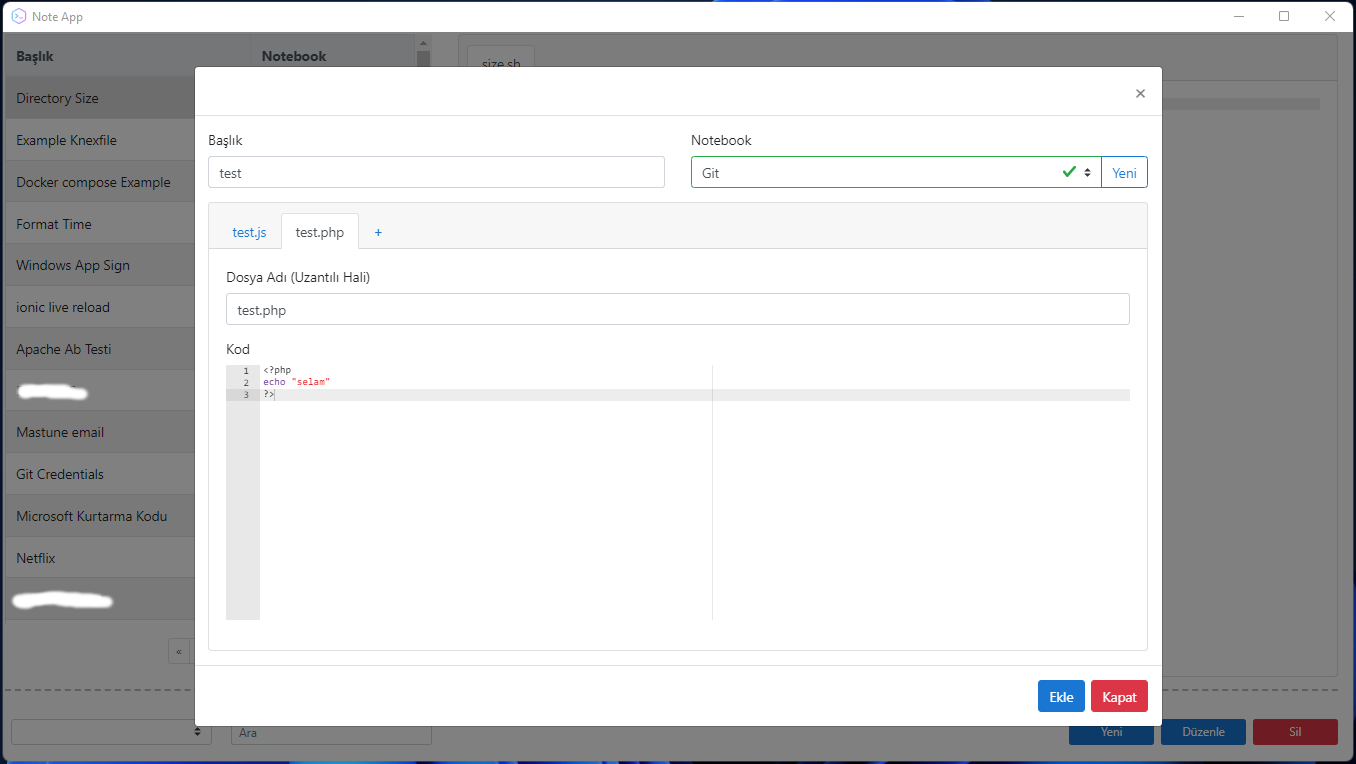 Note App
Başlık
Notebook
size.sh
Directory Size
Example Knexfile
Docker compose Example
Format Time
Windows App Sign
ionic live reload
Apache Ab Testi
Mastune email
Git Credentials
Microsoft Kurtarma Kodu
Netflix
«
Ara
Yeni
Düzenle
Sil
×
Başlık
Notebook
test
Git
Yeni
test.js
test.php
+
Dosya Adı (Uzantılı Hali)
test.php
Kod
1 <?php
2 echo "selam"
3 ?>
Ekle
Kapat